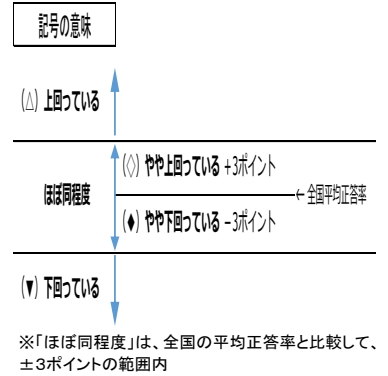 記号の意味
(△) 上回っている
(◇) やや上回っている +3ポイント
ほぼ同程度
← 全国平均正答率
(♦) やや下回っている −3ポイント
(▼) 下回っている
※「ほぼ同程度」は、全国の平均正答率と比較して、
±3ポイントの範囲内